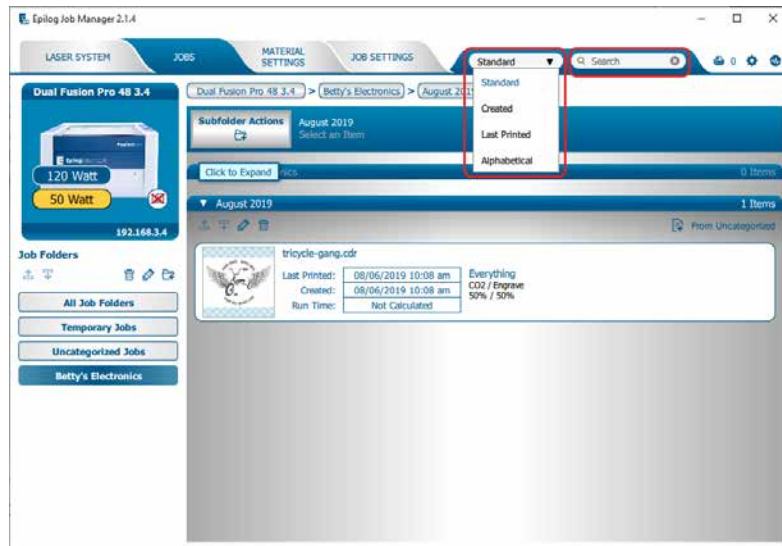 Epilog Job Manager 2.1.4
LASER SYSTEM
JOBS
MATERIAL SETTINGS
JOB SETTINGS
Standard
Search
0
Standard
Created
Last Printed
Alphabetical
Dual Fusion Pro 48 3.4
120 Watt
50 Watt
192.168.3.4
Dual Fusion Pro 48 3.4 > Betty's Electronics > August
Subfolder Actions
August 2019
Select an Item
Click to Expand
0 Items
August 2019
1 Items
From Uncategorized
tricycle-gang.cdr
Last Printed: 08/06/2019 10:08 am
Created: 08/06/2019 10:08 am
Run Time: Not Calculated
Everything
CO2 / Engrave
50% / 50%
Job Folders
All Job Folders
Temporary Jobs
Uncategorized Jobs
Betty's Electronics